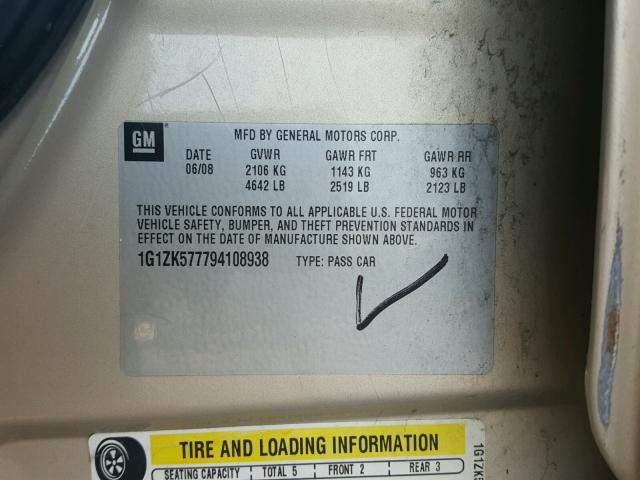 GM
MFD BY GENERAL MOTORS CORP.
DATE GVWR GAWR FRT GAWR RR
06/08 2106 KG 1143 KG 963 KG
4642 LB 2519 LB 2123 LB
THIS VEHICLE CONFORMS TO ALL APPLICABLE U.S. FEDERAL MOTOR
VEHICLE SAFETY, BUMPER, AND THEFT PREVENTION STANDARDS IN
EFFECT ON THE DATE OF MANUFACTURE SHOWN ABOVE.
1G1ZK577794108938 TYPE: PASS CAR
TIRE AND LOADING INFORMATION
SEATING CAPACITY TOTAL 5 FRONT 2 REAR 3
1G1ZK5